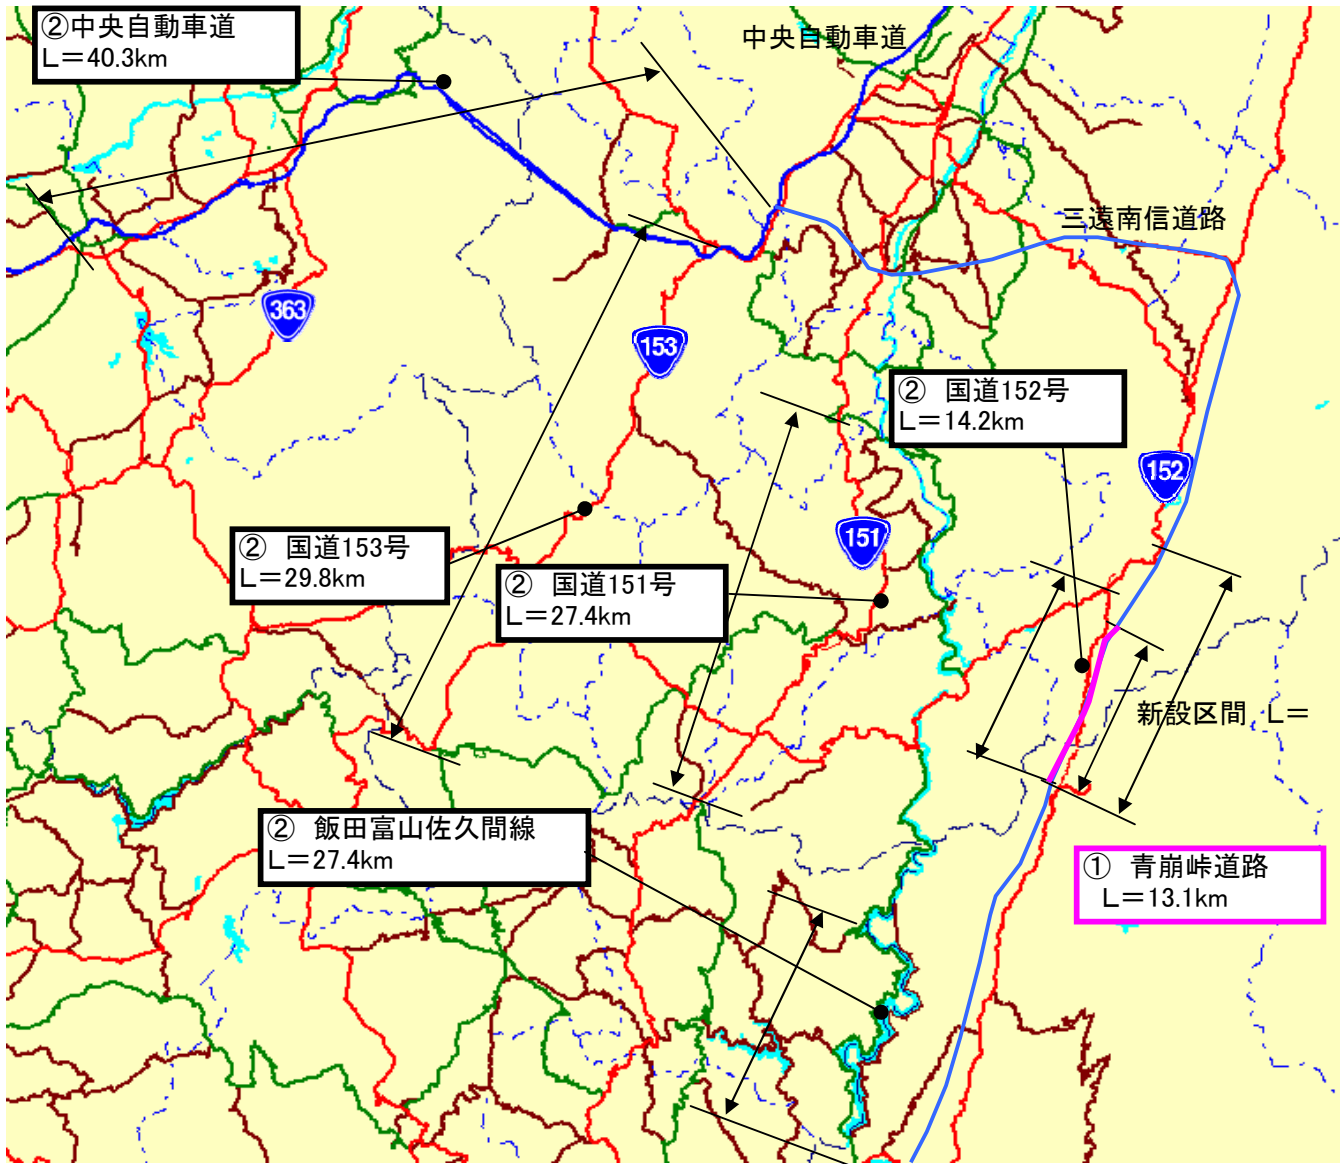 ②中央自動車道
L=40.3km
中央自動車道
三遠南信道路
363
153
② 国道152号
L=14.2km
152
151
② 国道153号
L=29.8km
② 国道151号
L=27.4km
新設区間 L=
② 飯田富山佐久間線
L=27.4km
① 青崩峠道路
L=13.1km